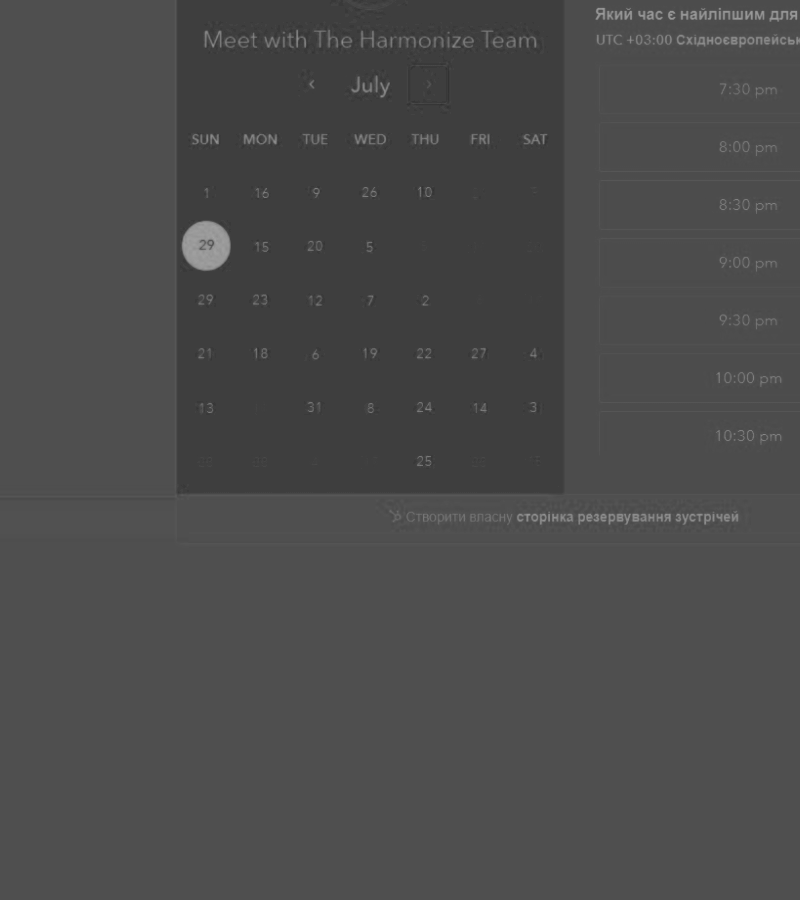 Meet with The Harmonize Team
July
SUN MON TUE WED THU FRI SAT
1 16 9 26 10
29 15 20 5
29 23 12 7 2
21 18 6 19 22 27 4
13 31 8 24 14 3
25
Який час є найліпшим для
UTC +03:00
7:30 pm
8:00 pm
8:30 pm
9:00 pm
9:30 pm
10:00 pm
10:30 pm
Створити власну сторінка резервування зустрічей